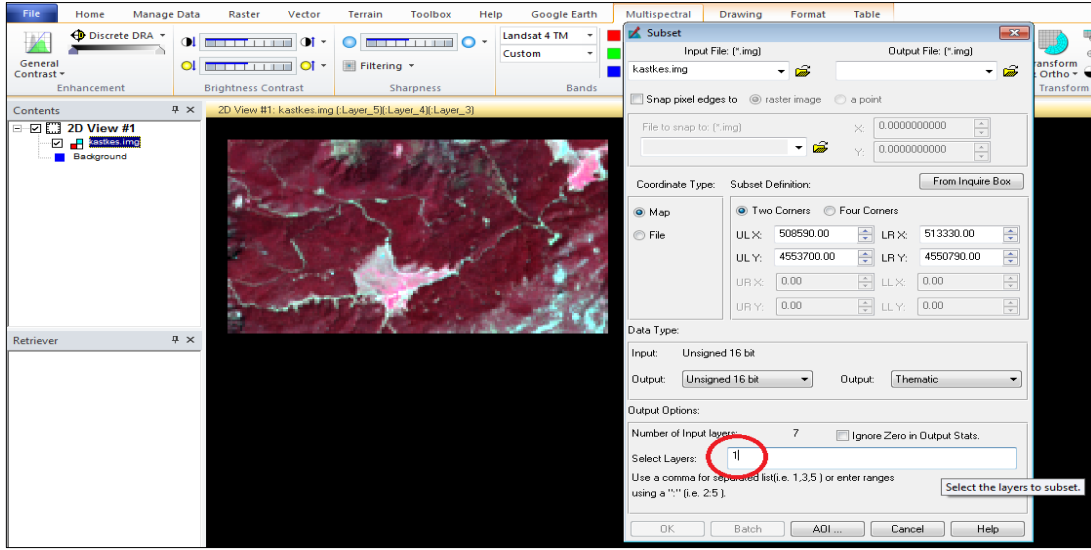 File Home Manage Data Raster Vector Terrain Toolbox Help Google Earth Multispectral Drawing Format Table
Discrete DRA
General
Contrast
Enhancement
Brightness Contrast
Filtering
Sharpness
Landsat 4 TM
Custom
Bands
Transform
Contents
2D View #1
kastkes.img
Background
Retriever
2D View #1: kastkes.img (:Layer_5)(:Layer_4)(:Layer_3)
Subset
Input File: (*.img) Output File: (*.img)
kastkes.img
Snap pixel edges to raster image a point
File to snap to: (*.img) X: 0.0000000000
Y: 0.0000000000
Coordinate Type: Subset Definition: From Inquire Box
Map Two Corners Four Corners
File ULX: 508590.00 LR X: 513330.00
UL Y: 4553700.00 LR Y: 4550790.00
UR X: 0.00 LL X: 0.00
UR Y: 0.00 LL Y: 0.00
Data Type:
Input: Unsigned 16 bit
Output: Unsigned 16 bit Output: Thematic
Output Options:
Number of Input layers: 7 Ignore Zero in Output Stats.
Select Layers: 1
Use a comma for separated list(i.e. 1,3,5 ) or enter ranges
using a ":" (i.e. 2:5 ).
Select the layers to subset.
OK Batch AOI ... Cancel Help